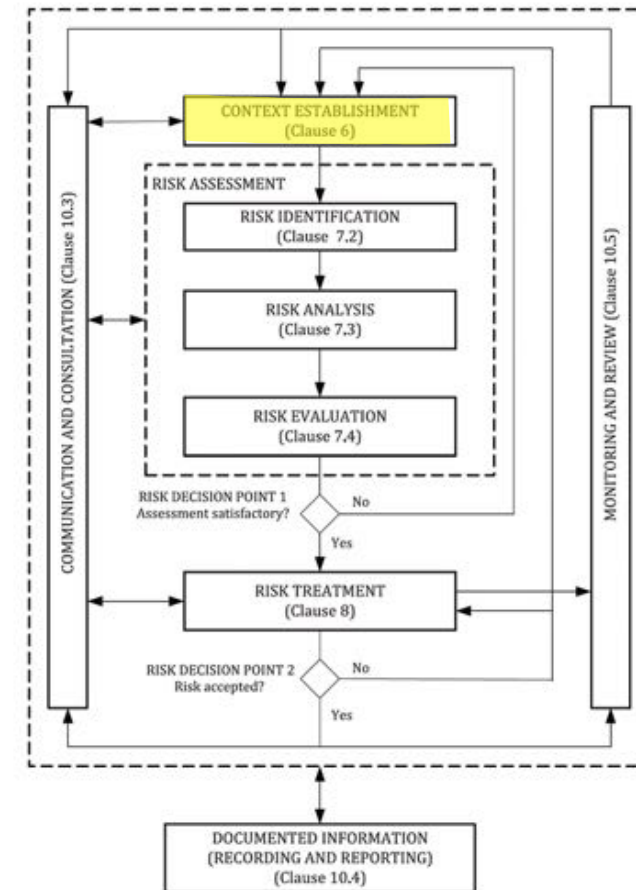 CONTEXT ESTABLISHMENT
(Clause 6)
RISK ASSESSMENT
RISK IDENTIFICATION
(Clause 7.2)
RISK ANALYSIS
(Clause 7.3)
RISK EVALUATION
(Clause 7.4)
RISK DECISION POINT 1
Assessment satisfactory?
No
Yes
RISK TREATMENT
(Clause 8)
RISK DECISION POINT 2
Risk accepted?
No
Yes
COMMUNICATION AND CONSULTATION (Clause 10.3)
MONITORING AND REVIEW (Clause 10.5)
DOCUMENTED INFORMATION
(RECORDING AND REPORTING)
(Clause 10.4)